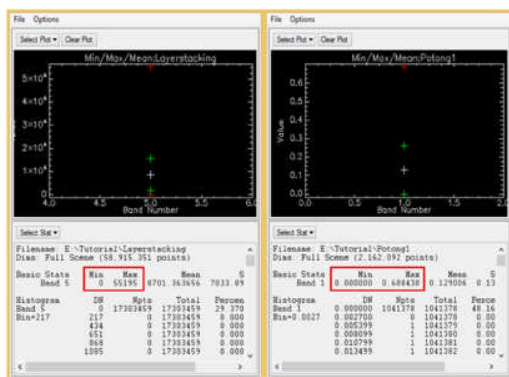 File Options
Select Plot Clear Plot
Min/Max/Mean:Layerstacking
5×10⁴
4×10⁴
3×10⁴
2×10⁴
1×10⁴
0
4.0 4.5 5.0 5.5 6.0
Band Number
Select Stat
Filename: E:\Tutorial\Layerstacking
Dims: Full Scene (58,915,351 points)
Basic Stats Min Max Mean S
Band 5 0 55195 8701.363656 7833.89
Histogram DN Npts Total Percen
Band 5 0 17303459 17303459 29.370
Bin=217 217 0 17303459 0.000
434 0 17303459 0.000
651 0 17303459 0.000
868 0 17303459 0.000
1085 0 17303459 0.000
File Options
Select Plot Clear Plot
Min/Max/Mean:Potong1
Value
0.6
0.5
0.4
0.3
0.2
0.1
0.0
0.0 0.5 1.0 1.5 2.0
Band Number
Select Stat
Filename: E:\Tutorial\Potong1
Dims: Full Scene (2,162,092 points)
Basic Stats Min Max Mean S
Band 1 0.000000 0.688430 0.129006 0.13
Histogram DN Npts Total Perce
Band 1 0.000000 1041378 1041378 48.16
Bin=0.0027 0.002700 0 1041378 0.00
0.005399 1 1041379 0.00
0.008099 1 1041380 0.00
0.010799 1 1041381 0.00
0.013499 1 1041382 0.00